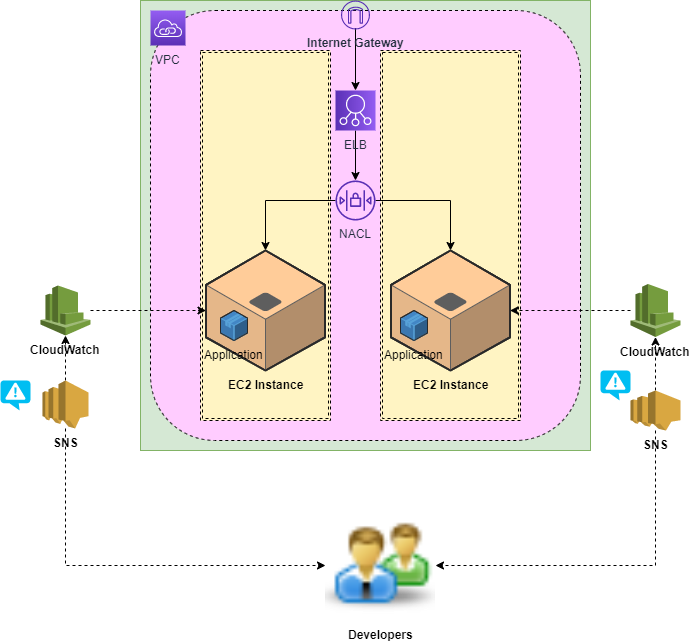 Internet Gateway
VPC
ELB
NACL
CloudWatch
CloudWatch
Application
Application
EC2 Instance
EC2 Instance
SNS
SNS
Developers